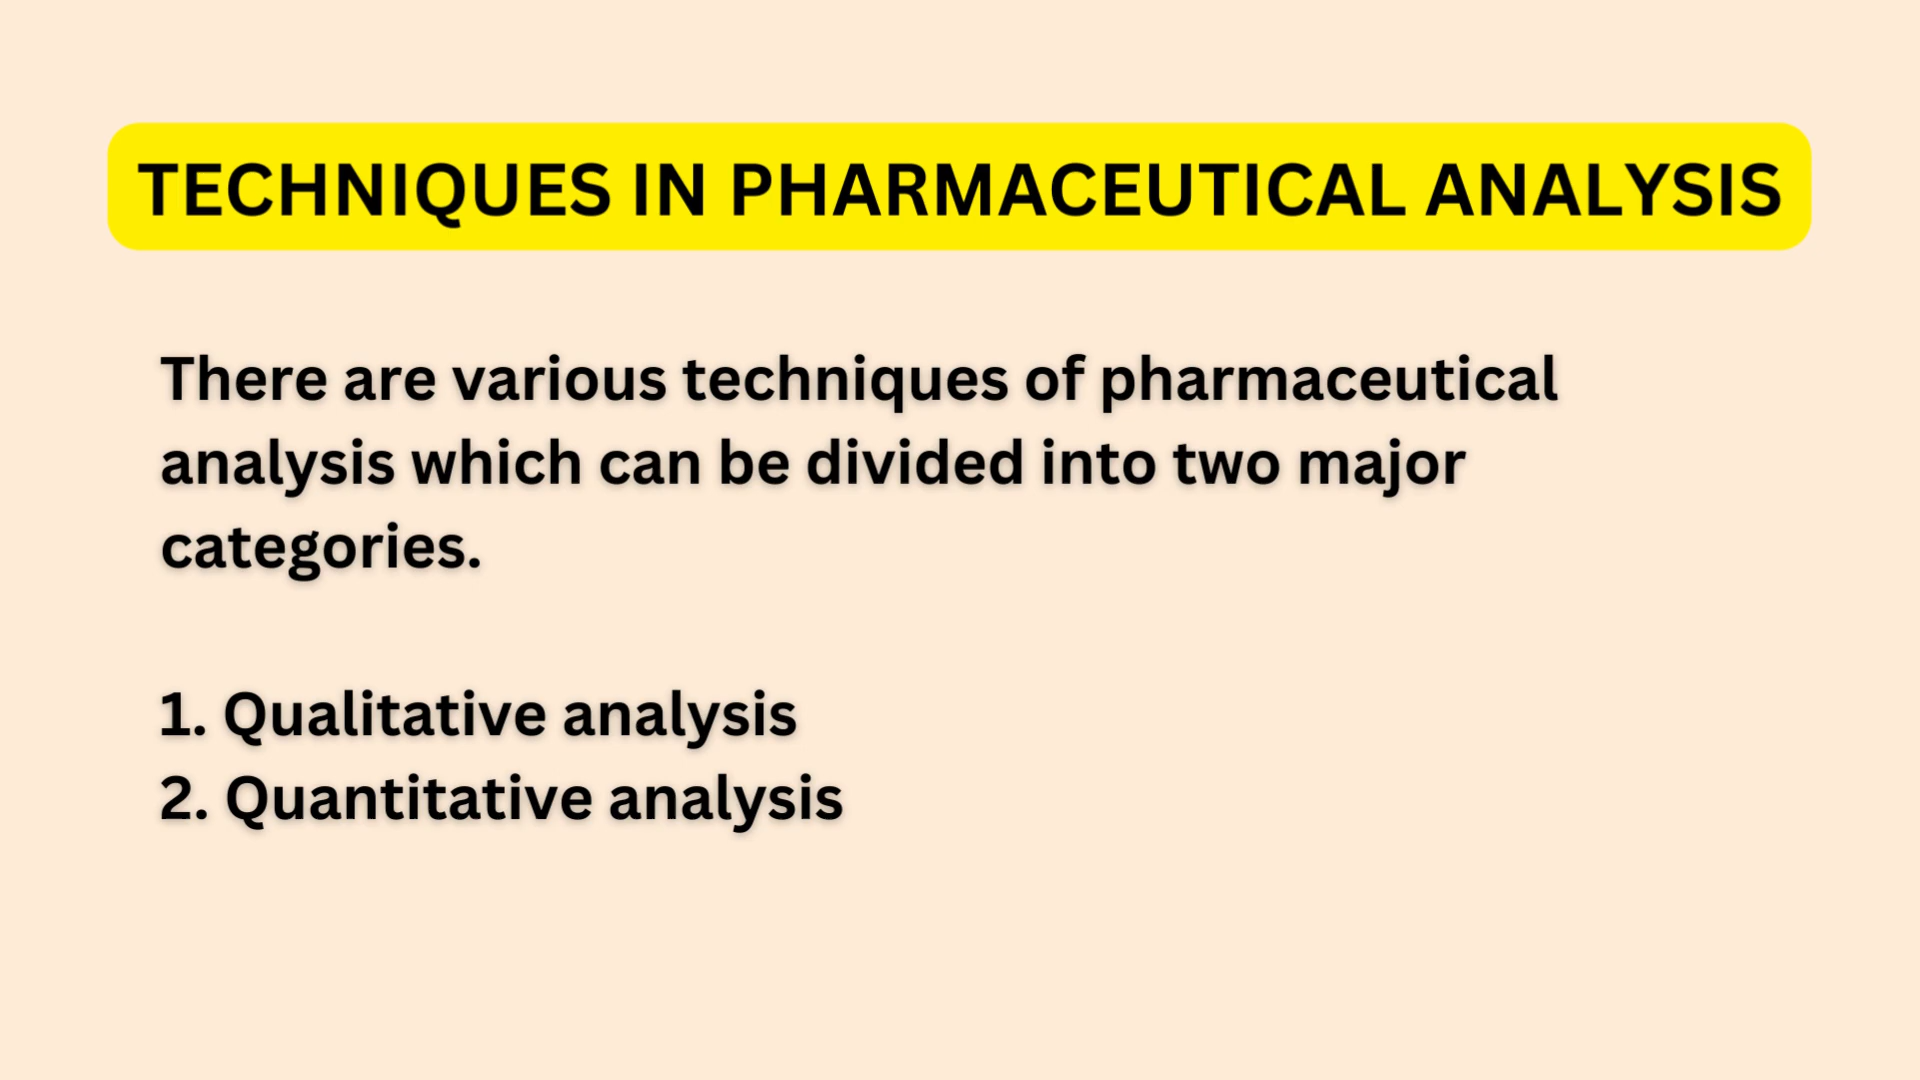 TECHNIQUES IN PHARMACEUTICAL ANALYSIS
There are various techniques of pharmaceutical
analysis which can be divided into two major
categories.
1. Qualitative analysis
2. Quantitative analysis